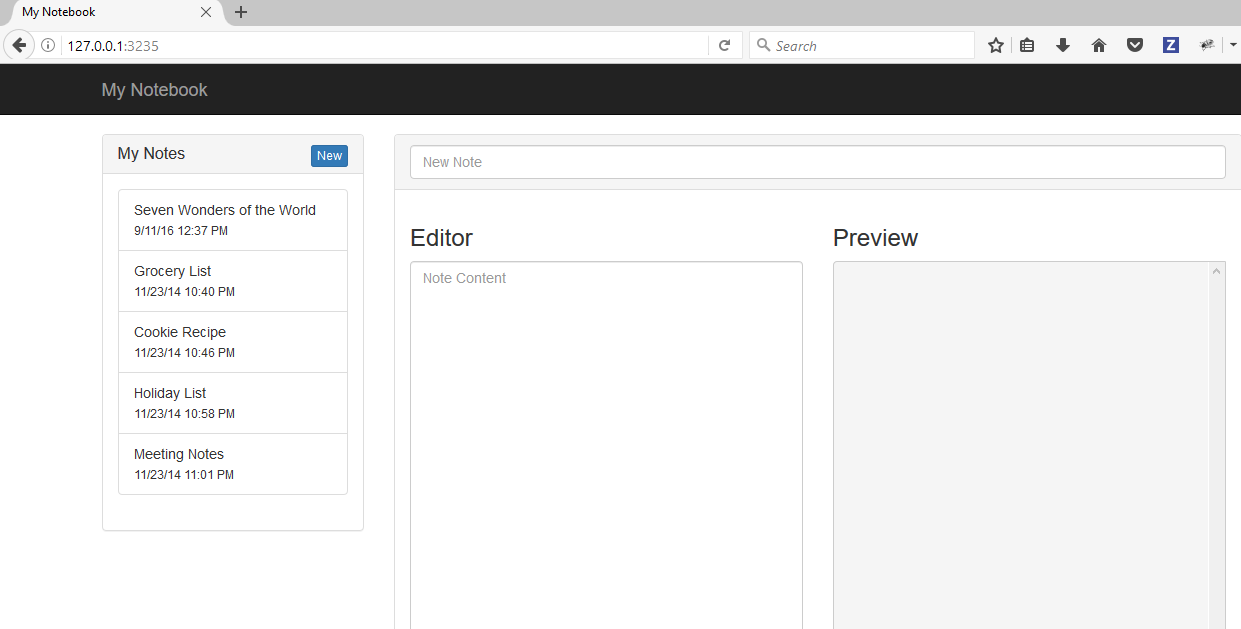 My Notebook
127.0.0.1:3235
Search
Z
My Notebook
My Notes
New
New Note
Seven Wonders of the World
9/11/16 12:37 PM
Grocery List
11/23/14 10:40 PM
Cookie Recipe
11/23/14 10:46 PM
Holiday List
11/23/14 10:58 PM
Meeting Notes
11/23/14 11:01 PM
Editor
Note Content
Preview